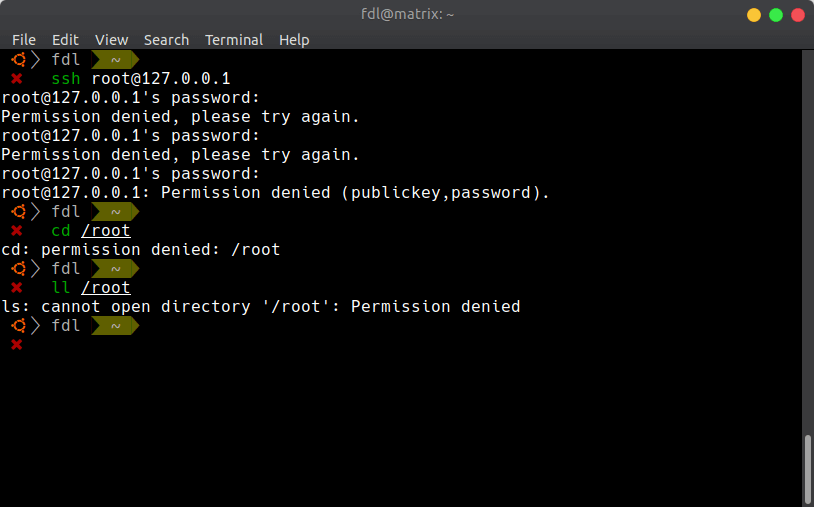 fdl@matrix: ~
File Edit View Search Terminal Help
fdl ~
ssh root@127.0.0.1
root@127.0.0.1's password:
Permission denied, please try again.
root@127.0.0.1's password:
Permission denied, please try again.
root@127.0.0.1's password:
root@127.0.0.1: Permission denied (publickey,password).
fdl ~
cd /root
cd: permission denied: /root
fdl ~
ll /root
ls: cannot open directory '/root': Permission denied
fdl ~